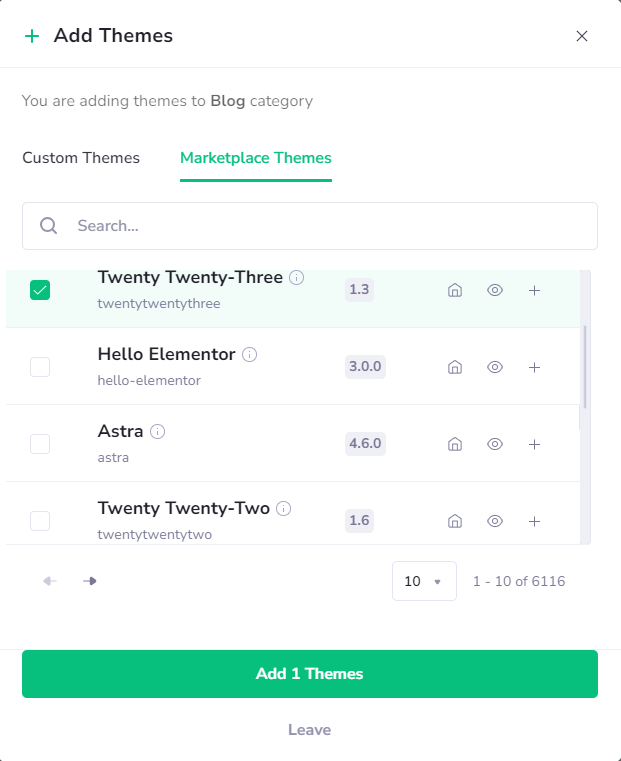 Add Themes
You are adding themes to Blog category
Custom Themes
Marketplace Themes
Search...
Twenty Twenty-Three
1.3
twentytwentythree
Hello Elementor
3.0.0
hello-elementor
Astra
4.6.0
astra
Twenty Twenty-Two
1.6
twentytwentytwo
10
1 - 10 of 6116
Add 1 Themes
Leave